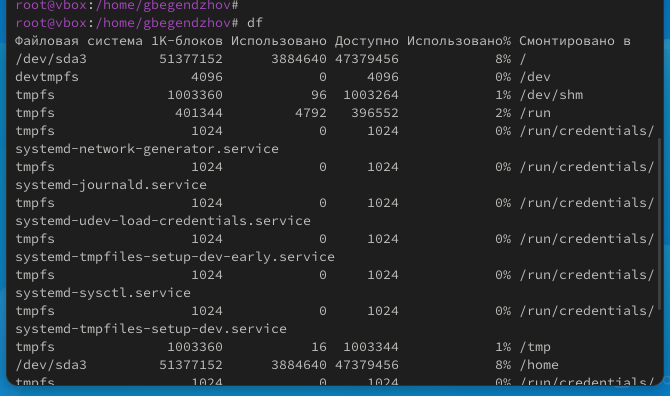 root@vbox:/home/gbegendzhov#
root@vbox:/home/gbegendzhov# df
Файловая система 1K-блоков Использовано Доступно Использовано% Смонтировано в
/dev/sda3 51377152 3884640 47379456 8% /
devtmpfs 4096 0 4096 0% /dev
tmpfs 1003360 96 1003264 1% /dev/shm
tmpfs 401344 4792 396552 2% /run
tmpfs 1024 0 1024 0% /run/credentials/
systemd-network-generator.service
tmpfs 1024 0 1024 0% /run/credentials/
systemd-journald.service
tmpfs 1024 0 1024 0% /run/credentials/
systemd-udev-load-credentials.service
tmpfs 1024 0 1024 0% /run/credentials/
systemd-tmpfiles-setup-dev-early.service
tmpfs 1024 0 1024 0% /run/credentials/
systemd-sysctl.service
tmpfs 1024 0 1024 0% /run/credentials/
systemd-tmpfiles-setup-dev.service
tmpfs 1003360 16 1003344 1% /tmp
/dev/sda3 51377152 3884640 47379456 8% /home
tmpfs 1024 0 1024 0% /run/credentials/